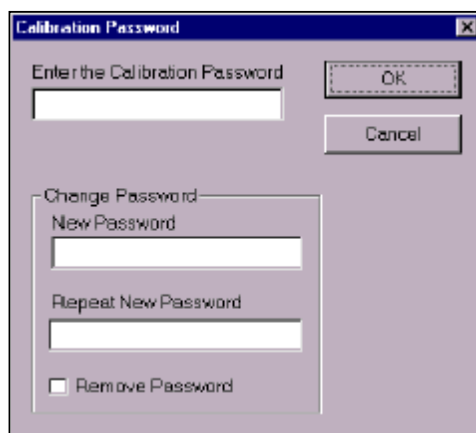 Calibration Password
Enter the Calibration Password
OK
Cancel
Change Password
New Password
Repeat New Password
Remove Password